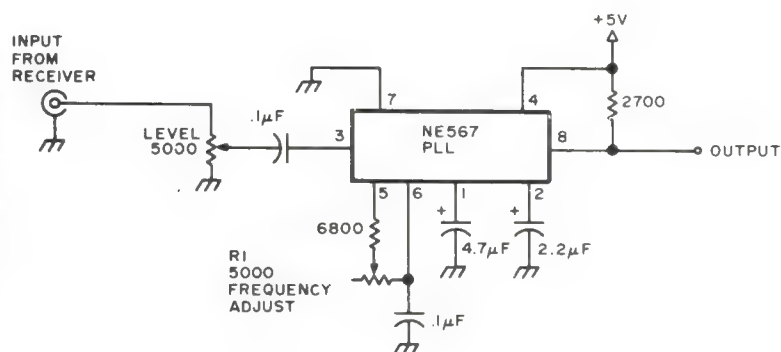 INPUT
FROM
RECEIVER
LEVEL
5000
.1µF
3
7
4
NE567
PLL
8
+5V
2700
OUTPUT
5
6
1
2
6800
+
4.7µF
+
2.2µF
R1
5000
FREQUENCY
ADJUST
.1µF